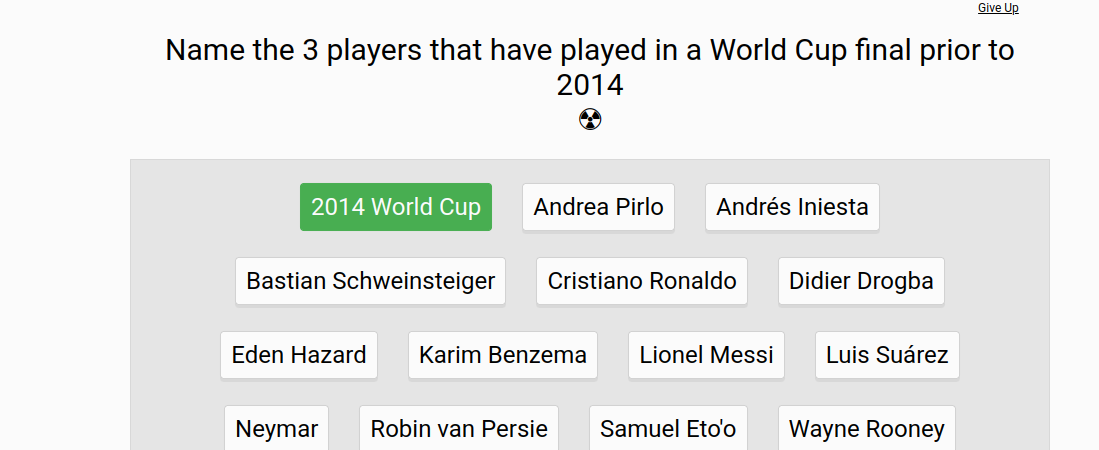 Give Up
Name the 3 players that have played in a World Cup final prior to
2014
☢
2014 World Cup Andrea Pirlo Andrés Iniesta
Bastian Schweinsteiger Cristiano Ronaldo Didier Drogba
Eden Hazard Karim Benzema Lionel Messi Luis Suárez
Neymar Robin van Persie Samuel Eto'o Wayne Rooney